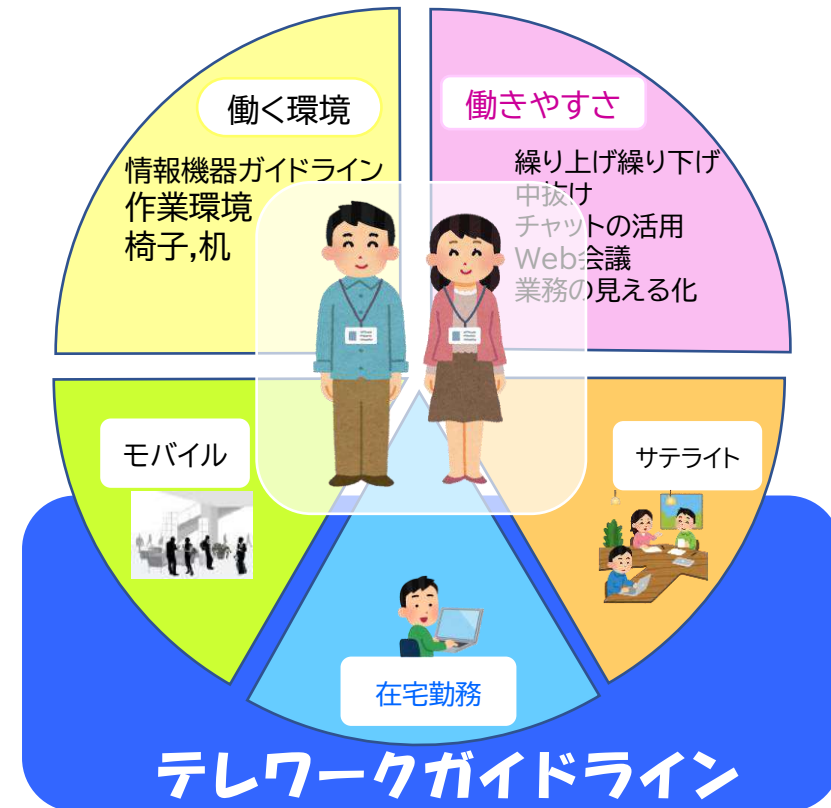 働く環境
情報機器ガイドライン
作業環境
椅子,机
働きやすさ
繰り上げ繰り下げ
中抜け
チャットの活用
Web会議
業務の見える化
モバイル
サテライト
在宅勤務
テレワークガイドライン